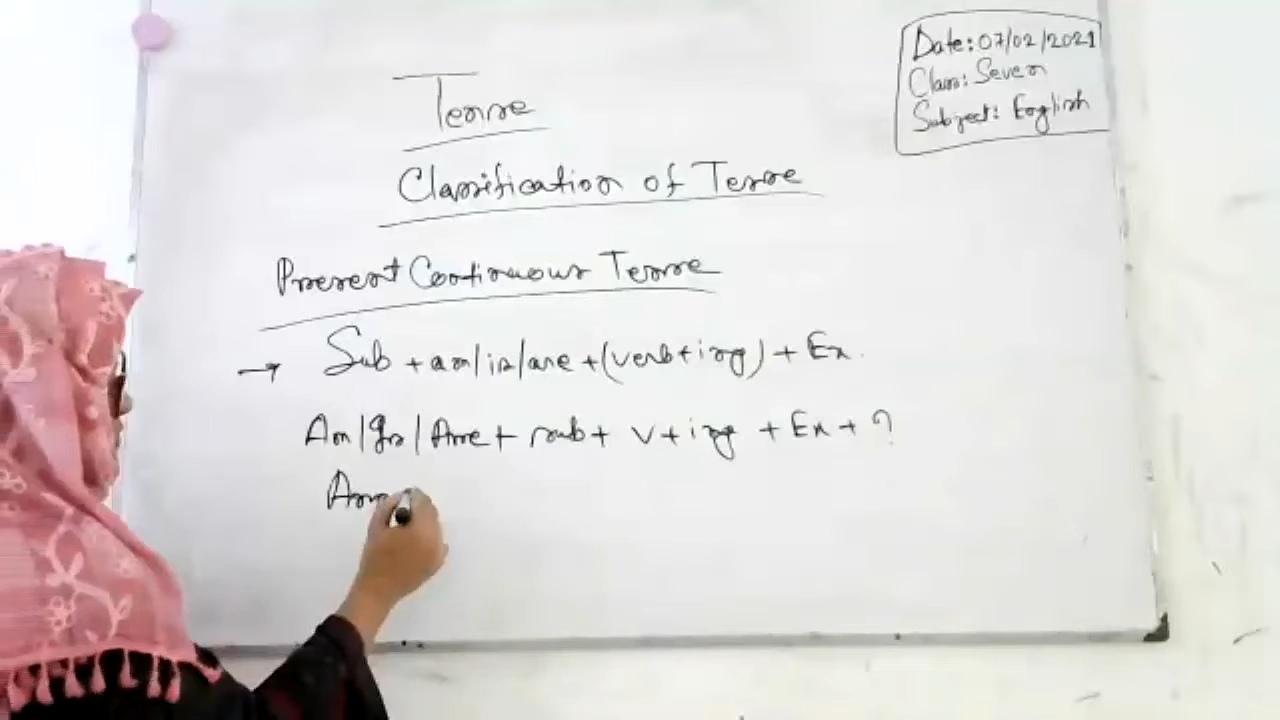 Date: 07/02/2021
Class: Seven
Subject: English
Tense
Classification of Tense
Present Continuous Tense
→ Sub + am/is/are + (verb + ing) + Ex.
Am/Is/Are + sub + v + ing + Ex + ?